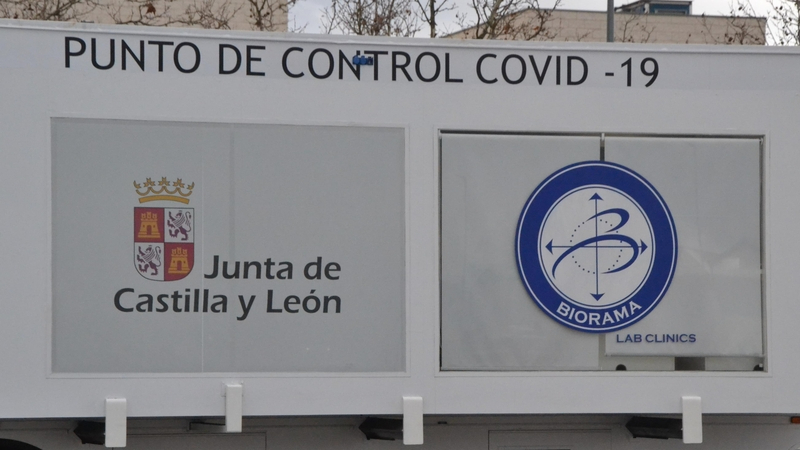 PUNTO DE CONTROL COVID -19
Junta de
Castilla y León
B
BIORAMA
LAB CLINICS